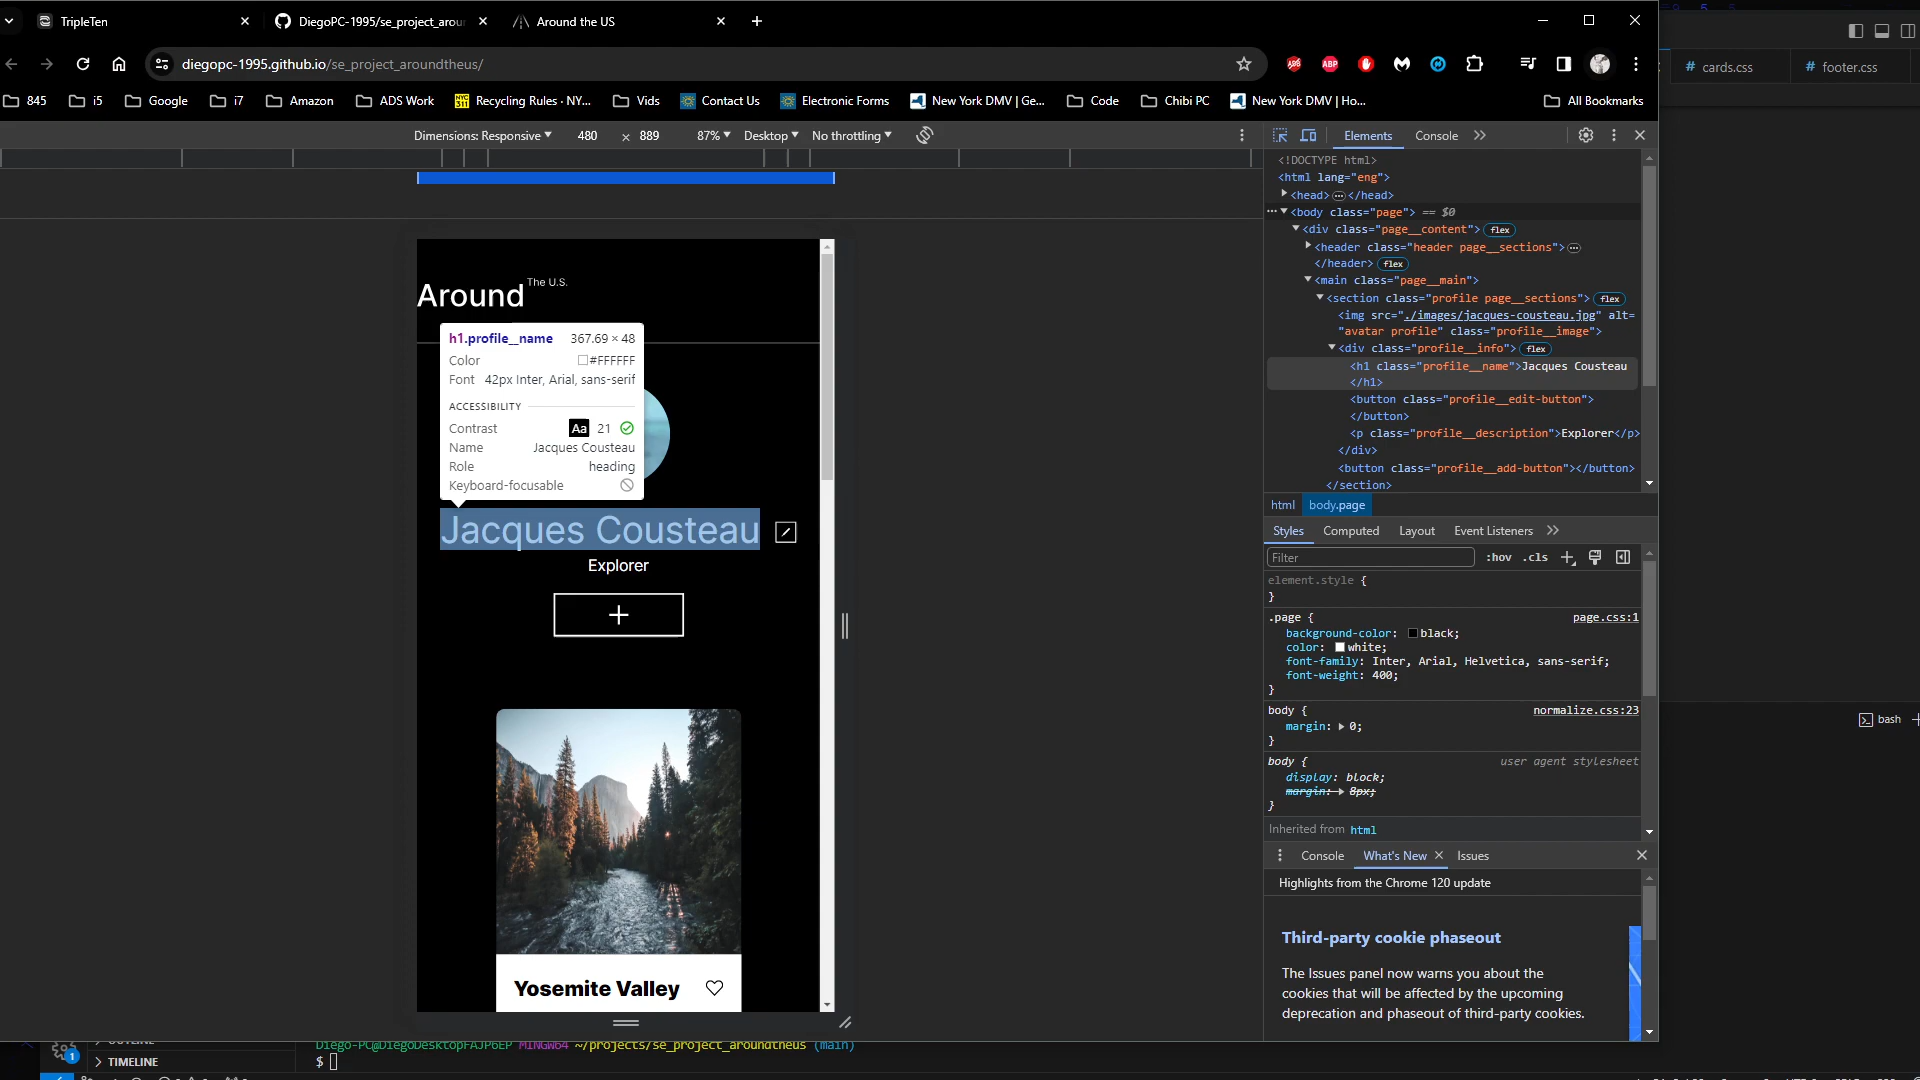 TripleTen
DiegoPC-1995/se_project_arou
Around the US
diegopc-1995.github.io/se_project_aroundtheus/
845
i5
Google
i7
Amazon
ADS Work
Recycling Rules · NY...
Vids
Contact Us
Electronic Forms
New York DMV | Ge...
Code
Chibi PC
New York DMV | Ho...
All Bookmarks
# cards.css
# footer.css
Dimensions: Responsive
480 x 889
87%
Desktop
No throttling
Elements
Console
<!DOCTYPE html>
<html lang="eng">
<head> </head>
<body class="page"> == $0
<div class="page__content"> flex
<header class="header page__sections">
</header> flex
<main class="page__main">
<section class="profile page__sections"> flex
<img src="./images/jacques-cousteau.jpg" alt=
"avatar profile" class="profile__image">
<div class="profile__info"> flex
<h1 class="profile__name">Jacques Cousteau
</h1>
<button class="profile__edit-button">
</button>
<p class="profile__description">Explorer</p>
</div>
<button class="profile__add-button"></button>
</section>
html
body.page
Styles
Computed
Layout
Event Listeners
Filter
:hov
.cls
element.style {
}
.page {
page.css:1
background-color: black;
color: white;
font-family: Inter, Arial, Helvetica, sans-serif;
font-weight: 400;
}
body {
normalize.css:23
margin: 0;
}
body {
user agent stylesheet
display: block;
margin: 8px;
}
Inherited from html
Console
What's New
Issues
Highlights from the Chrome 120 update
Third-party cookie phaseout
The Issues panel now warns you about the
cookies that will be affected by the upcoming
deprecation and phaseout of third-party cookies.
Around The U.S.
h1.profile__name 367.69 × 48
Color #FFFFFF
Font 42px Inter, Arial, sans-serif
ACCESSIBILITY
Contrast Aa 21
Name Jacques Cousteau
Role heading
Keyboard-focusable
Jacques Cousteau
Explorer
Yosemite Valley
bash
OUTLINE
TIMELINE
1
Diego-PC@DiegoDesktopFAJP6EP MINGW64 ~/projects/se_project_aroundtheus (main)
$